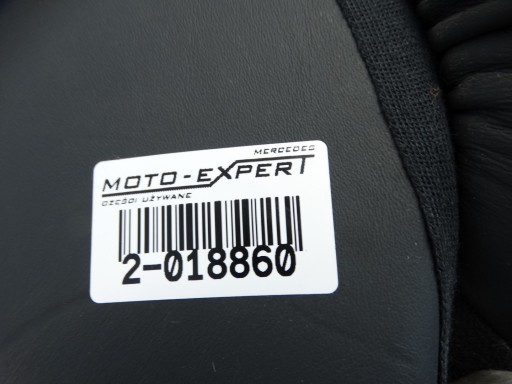 MERCEDES
MOTO-EXPERT
CZĘŚCI UŻYWANE
2-018860